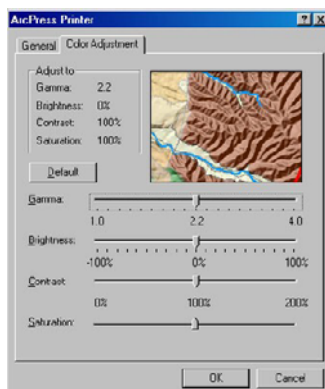 ArcPress Printer
General Color Adjustment
Adjust to
Gamma: 2.2
Brightness: 0%
Contrast: 100%
Saturation: 100%
Default
Gamma:
1.0 2.2 4.0
Brightness:
-100% 0% 100%
Contrast:
0% 100% 200%
Saturation:
OK Cancel